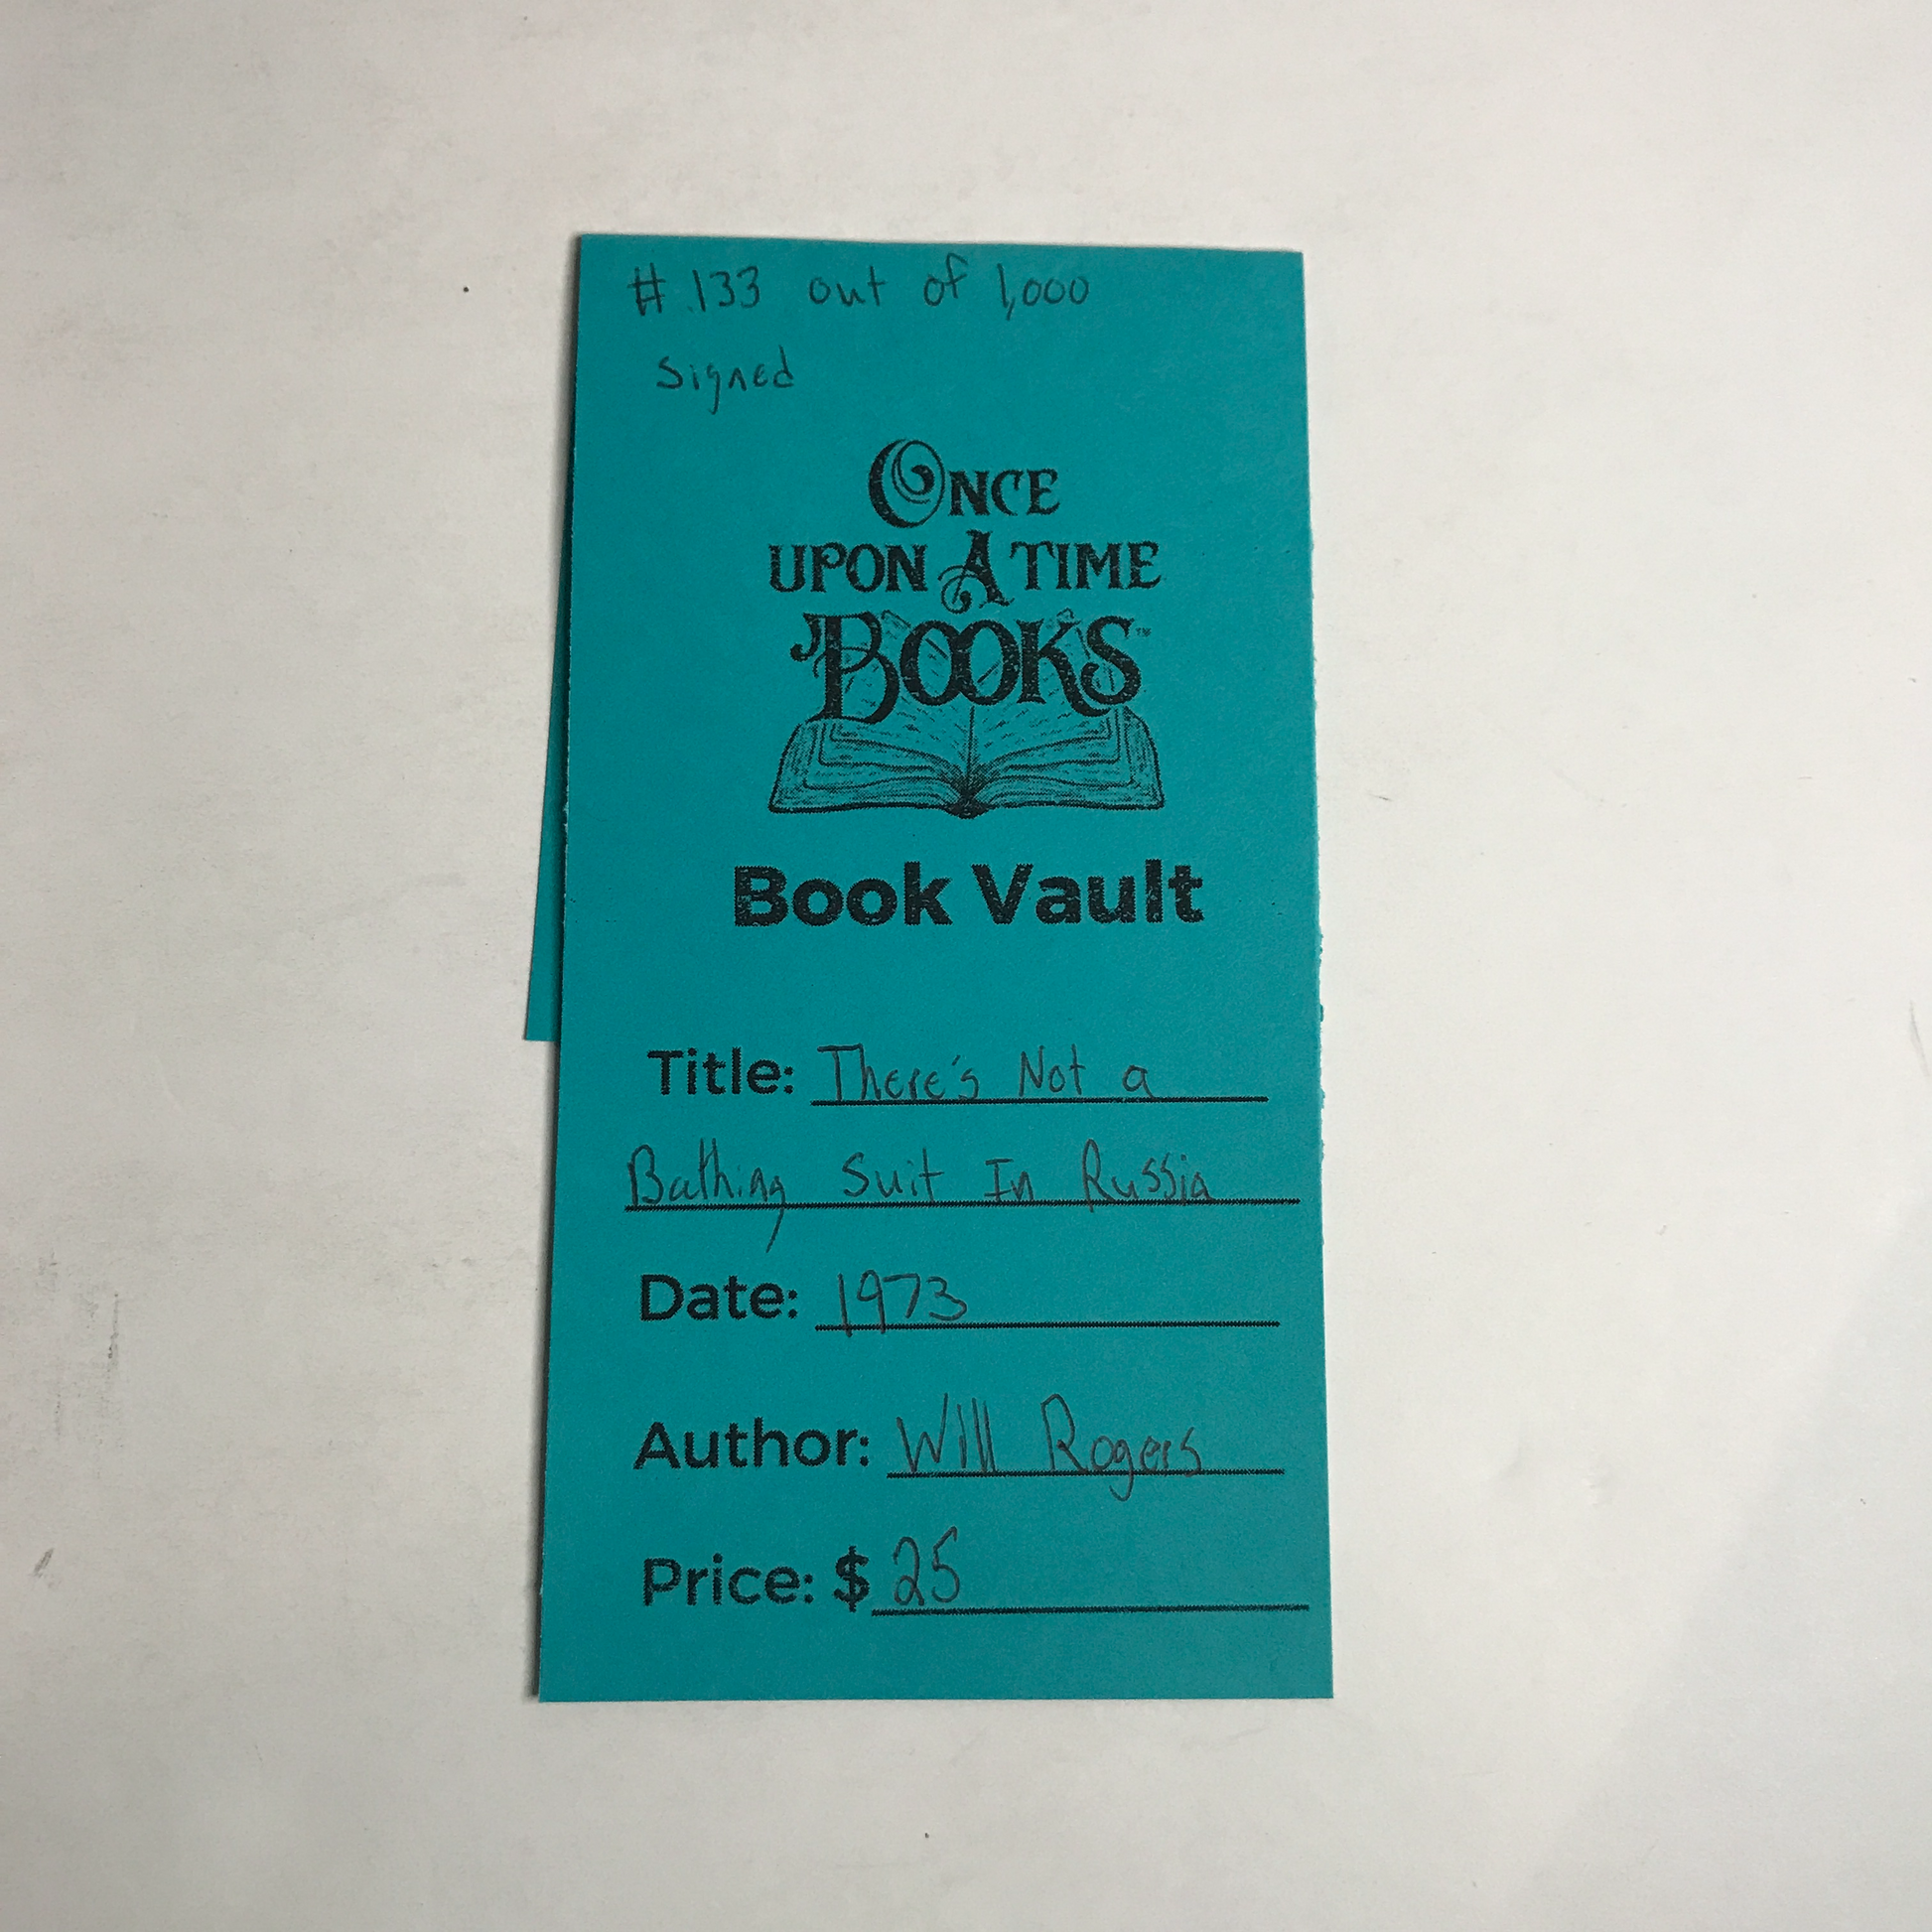 #.133 out of 1,000
Signed
ONCE
UPON A TIME
BOOKS™
Book Vault
Title: There's Not a
Bathing Suit In Russia
Date: 1973
Author: Will Rogers
Price: $ 25